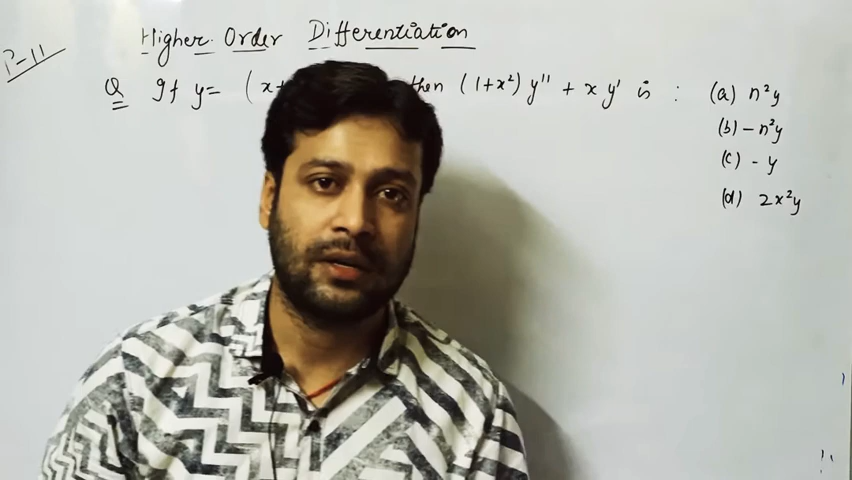 P-11
Higher Order Differentiation
Q If y= (x+ then (1+x²) y'' + x y' is : (a) n²y
(b) - n²y
(c) - y
(d) 2x²y